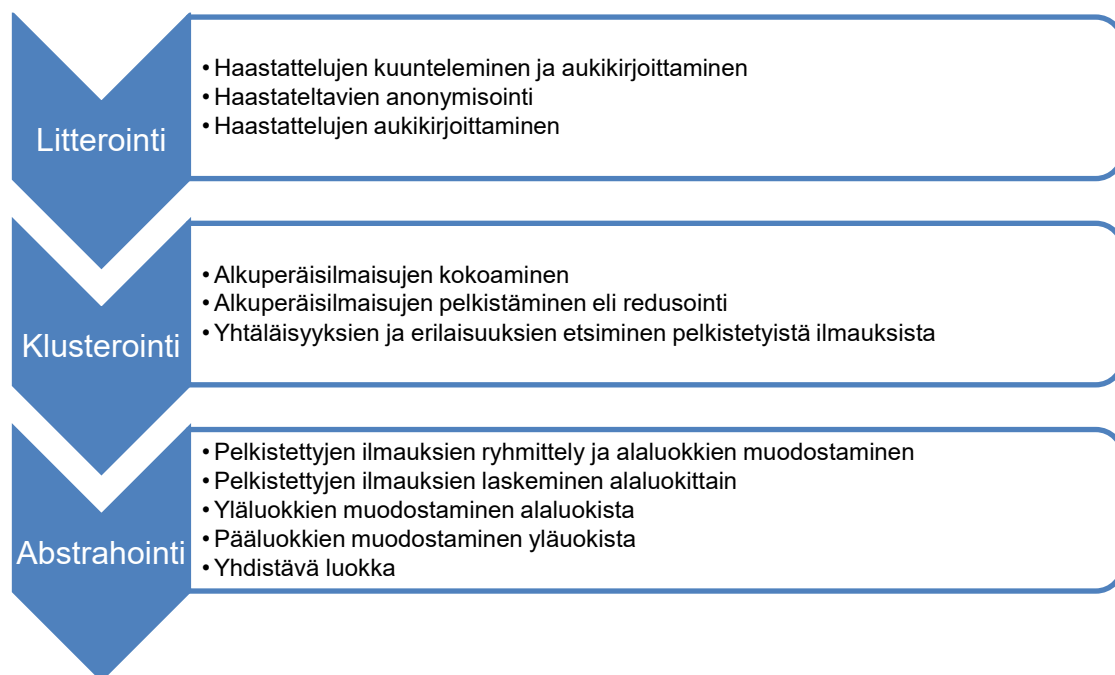 Litterointi
• Haastattelujen kuunteleminen ja aukikirjoittaminen
• Haastateltavien anonymisointi
• Haastattelujen aukikirjoittaminen
Klusterointi
• Alkuperäisilmaisujen kokoaminen
• Alkuperäisilmaisujen pelkistäminen eli redusointi
• Yhtäläisyyksien ja erilaisuuksien etsiminen pelkistetyistä ilmauksista
Abstrahointi
• Pelkistettyjen ilmauksien ryhmittely ja alaluokkien muodostaminen
• Pelkistettyjen ilmauksien laskeminen alaluokittain
• Yläluokkien muodostaminen alaluokista
• Pääluokkien muodostaminen yläuokista
• Yhdistävä luokka